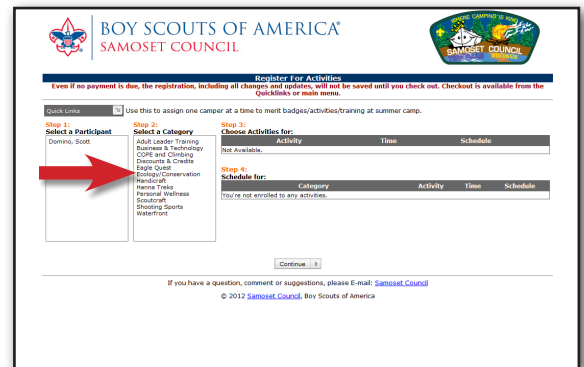 BOY SCOUTS OF AMERICA®
SAMOSET COUNCIL
WHERE CAMPING IS KING
SAMOSET COUNCIL
WISCONSIN
Register For Activities
Even if no payment is due, the registration, including all changes and updates, will not be saved until you check out. Checkout is available from the
Quicklinks or main menu.
Quick Links
Use this to assign one camper at a time to merit badges/activities/training at summer camp.
Step 1:
Select a Participant
Domino, Scott
Step 2:
Select a Category
Adult Leader Training
Business & Technology
COPE and Climbing
Discounts & Credits
Eagle Quest
Ecology/Conservation
Handicraft
Hanna Treks
Personal Wellness
Scoutcraft
Shooting Sports
Waterfront
Step 3:
Choose Activities for:
Activity Time Schedule
Not Available.
Step 4:
Schedule for:
Category Activity Time Schedule
You're not enrolled to any activities.
Continue
If you have a question, comment or suggestions, please E-mail: Samoset Council
© 2012 Samoset Council, Boy Scouts of America